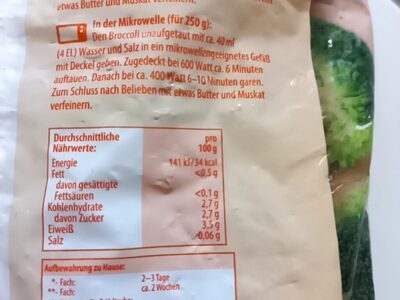 etwas Butter und Muskat verfeinern.
In der Mikrowelle (für 250 g):
Den Broccoli unaufgetaut mit ca. 40 ml
(4 EL) Wasser und Salz in ein mikrowellengeeignetes Gefäß
mit Deckel geben. Zugedeckt bei 600 Watt ca. 6 Minuten
auftauen. Danach bei ca. 400 Watt 6–10 Minuten garen.
Zum Schluss nach Belieben mit etwas Butter und Muskat
verfeinern.
Durchschnittliche pro
Nährwerte: 100 g
Energie 141 kJ/34 kcal
Fett <0,5 g
davon gesättigte
Fettsäuren <0,1 g
Kohlenhydrate 2,7 g
davon Zucker 2,7 g
Eiweiß 3,5 g
Salz 0,06 g
Aufbewahrung zu Hause:
*- Fach: 2–3 Tage
**- Fach: ca. 2 Wochen